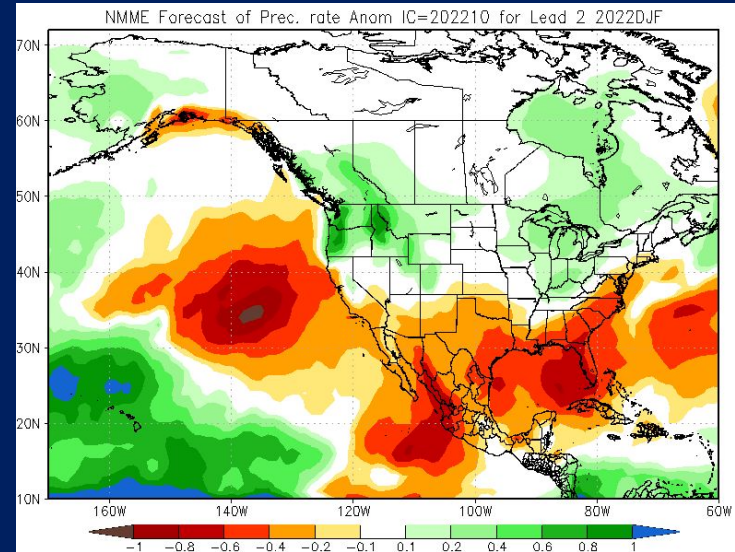 NMME Forecast of Prec. rate Anom IC=202210 for Lead 2 2022DJF
70N
60N
50N
40N
30N
20N
10N
160W 140W 120W 100W 80W 60W
-1 -0.8 -0.6 -0.4 -0.2 -0.1 0.1 0.2 0.4 0.6 0.8 1